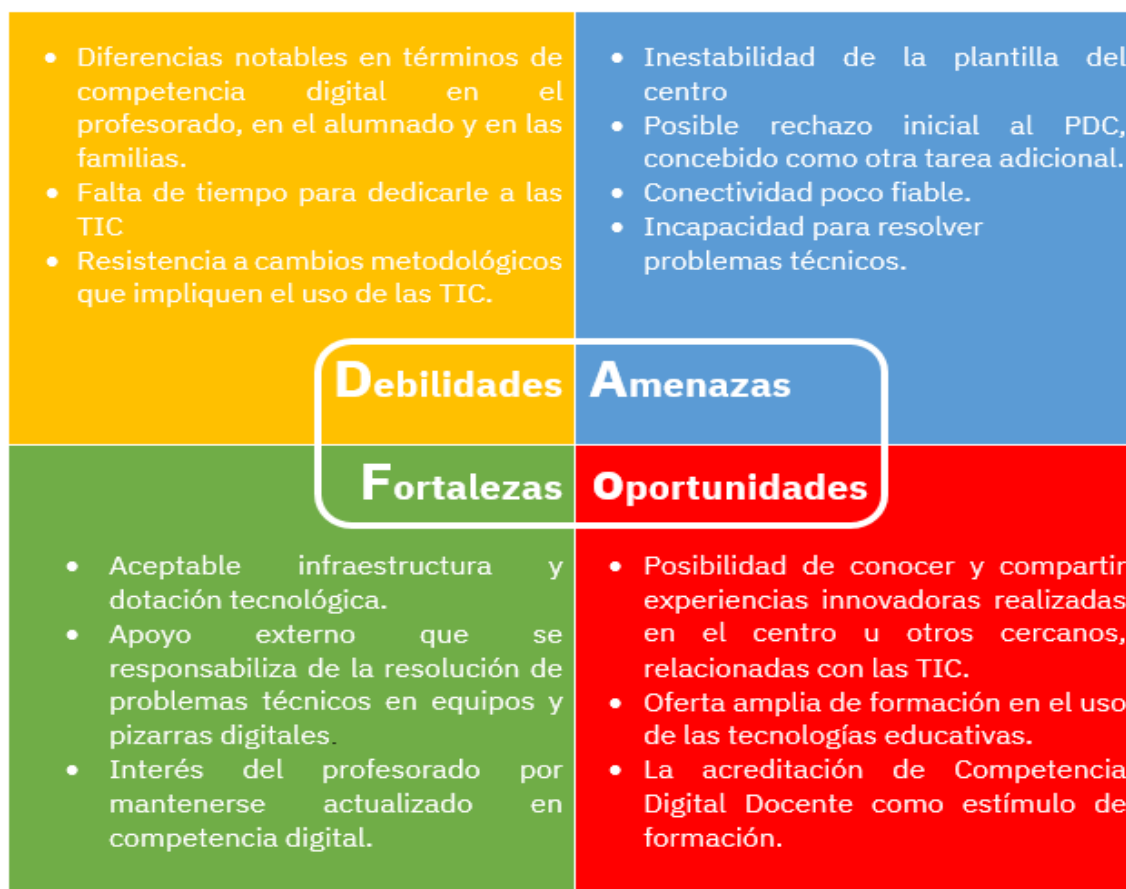 • Diferencias notables en términos de
competencia digital en el
profesorado, en el alumnado y en las
familias.
• Falta de tiempo para dedicarle a las
TIC
• Resistencia a cambios metodológicos
que impliquen el uso de las TIC.
Debilidades
• Inestabilidad de la plantilla del
centro
• Posible rechazo inicial al PDC,
concebido como otra tarea adicional.
• Conectividad poco fiable.
• Incapacidad para resolver
problemas técnicos.
Amenazas
Fortalezas
• Aceptable infraestructura y
dotación tecnológica.
• Apoyo externo que se
responsabiliza de la resolución de
problemas técnicos en equipos y
pizarras digitales.
• Interés del profesorado por
mantenerse actualizado en
competencia digital.
Oportunidades
• Posibilidad de conocer y compartir
experiencias innovadoras realizadas
en el centro u otros cercanos,
relacionadas con las TIC.
• Oferta amplia de formación en el uso
de las tecnologías educativas.
• La acreditación de Competencia
Digital Docente como estímulo de
formación.